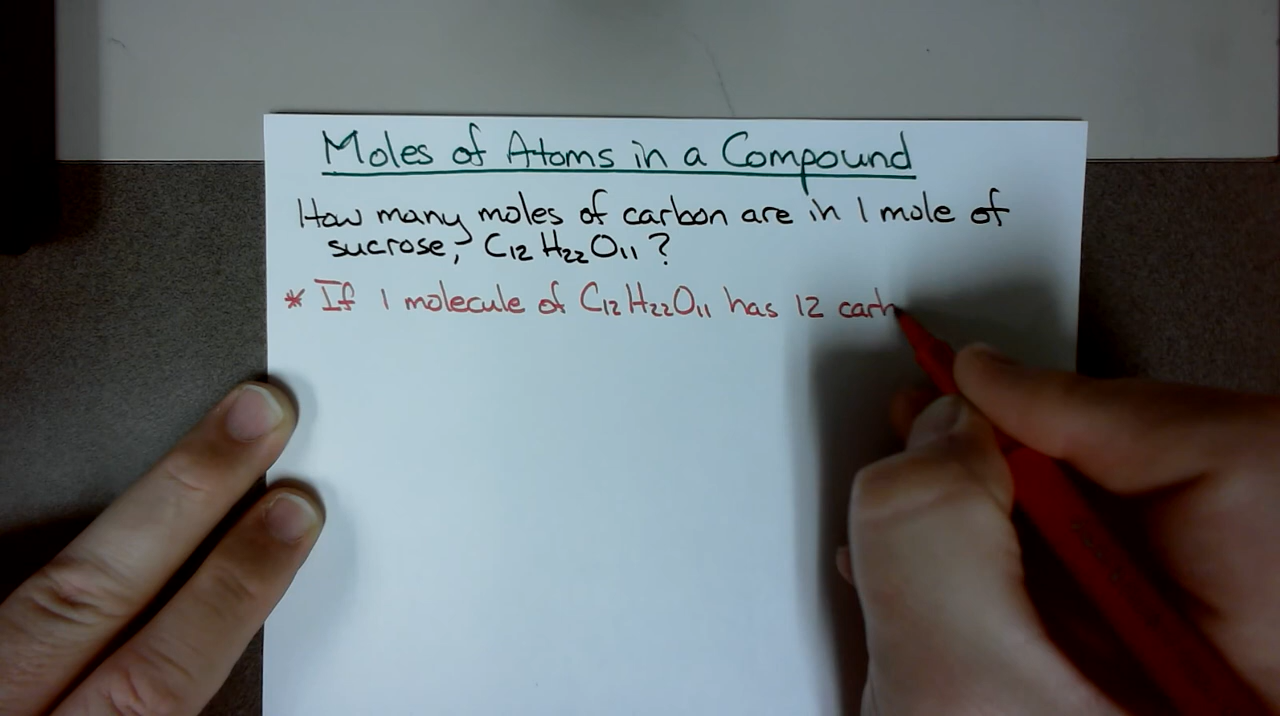 Moles of Atoms in a Compound
How many moles of carbon are in 1 mole of
sucrose, C₁₂H₂₂O₁₁?
* If 1 molecule of C₁₂H₂₂O₁₁ has 12 carb